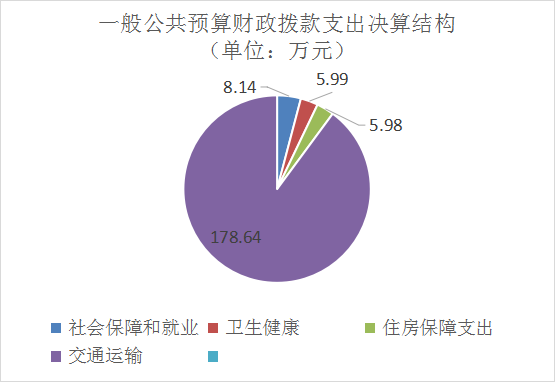 一般公共预算财政拨款支出决算结构
（单位：万元）
8.14
5.99
5.98
178.64
社会保障和就业 卫生健康 住房保障支出
交通运输